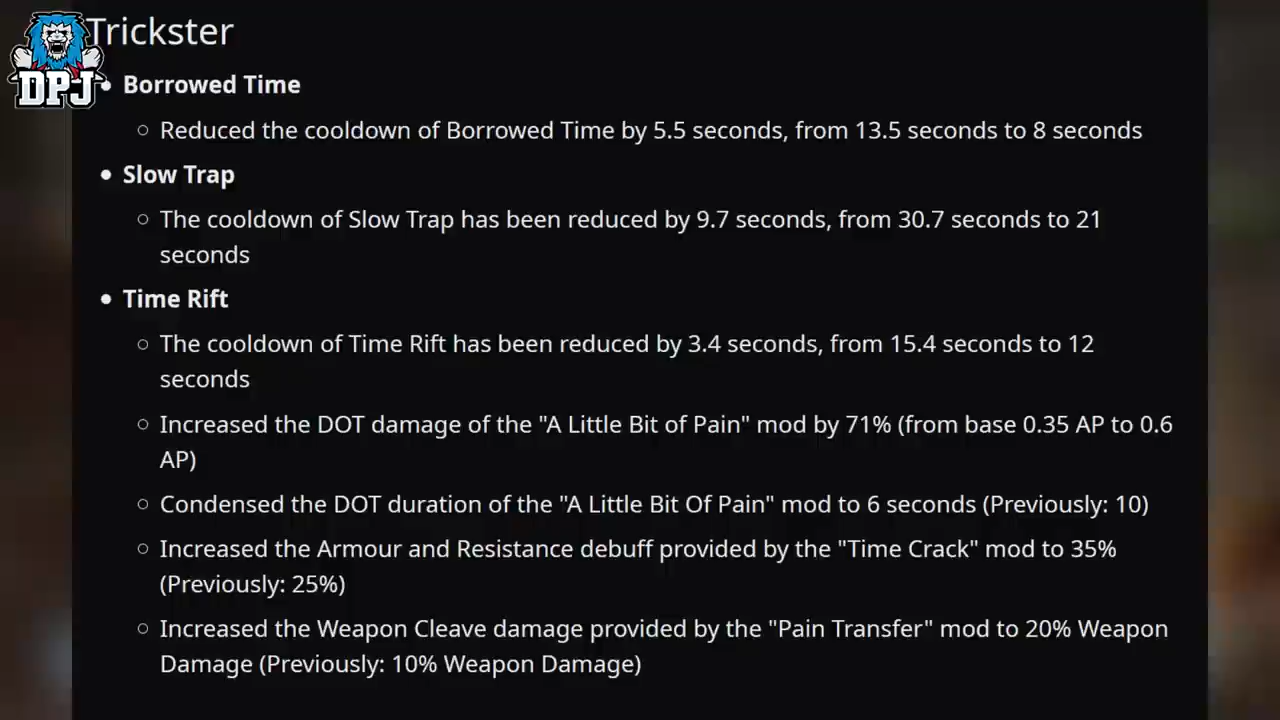 Trickster
DPJ
• Borrowed Time
○ Reduced the cooldown of Borrowed Time by 5.5 seconds, from 13.5 seconds to 8 seconds
• Slow Trap
○ The cooldown of Slow Trap has been reduced by 9.7 seconds, from 30.7 seconds to 21
seconds
• Time Rift
○ The cooldown of Time Rift has been reduced by 3.4 seconds, from 15.4 seconds to 12
seconds
○ Increased the DOT damage of the "A Little Bit of Pain" mod by 71% (from base 0.35 AP to 0.6
AP)
○ Condensed the DOT duration of the "A Little Bit Of Pain" mod to 6 seconds (Previously: 10)
○ Increased the Armour and Resistance debuff provided by the "Time Crack" mod to 35%
(Previously: 25%)
○ Increased the Weapon Cleave damage provided by the "Pain Transfer" mod to 20% Weapon
Damage (Previously: 10% Weapon Damage)